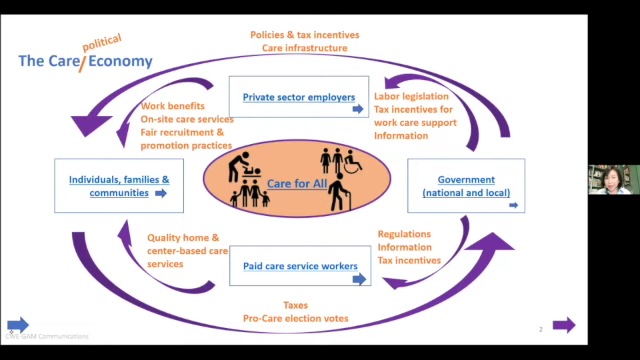 political
The Care/Economy
Policies & tax incentives
Care infrastructure
Work benefits
On-site care services
Fair recruitment &
promotion practices
Private sector employers
Labor legislation
Tax incentives for
work care support
Information
Individuals, families &
communities
Care for All
Government
(national and local)
Quality home &
center-based care
services
Paid care service workers
Regulations
Information
Tax incentives
Taxes
Pro-Care election votes
CWE-GAM Communications
2